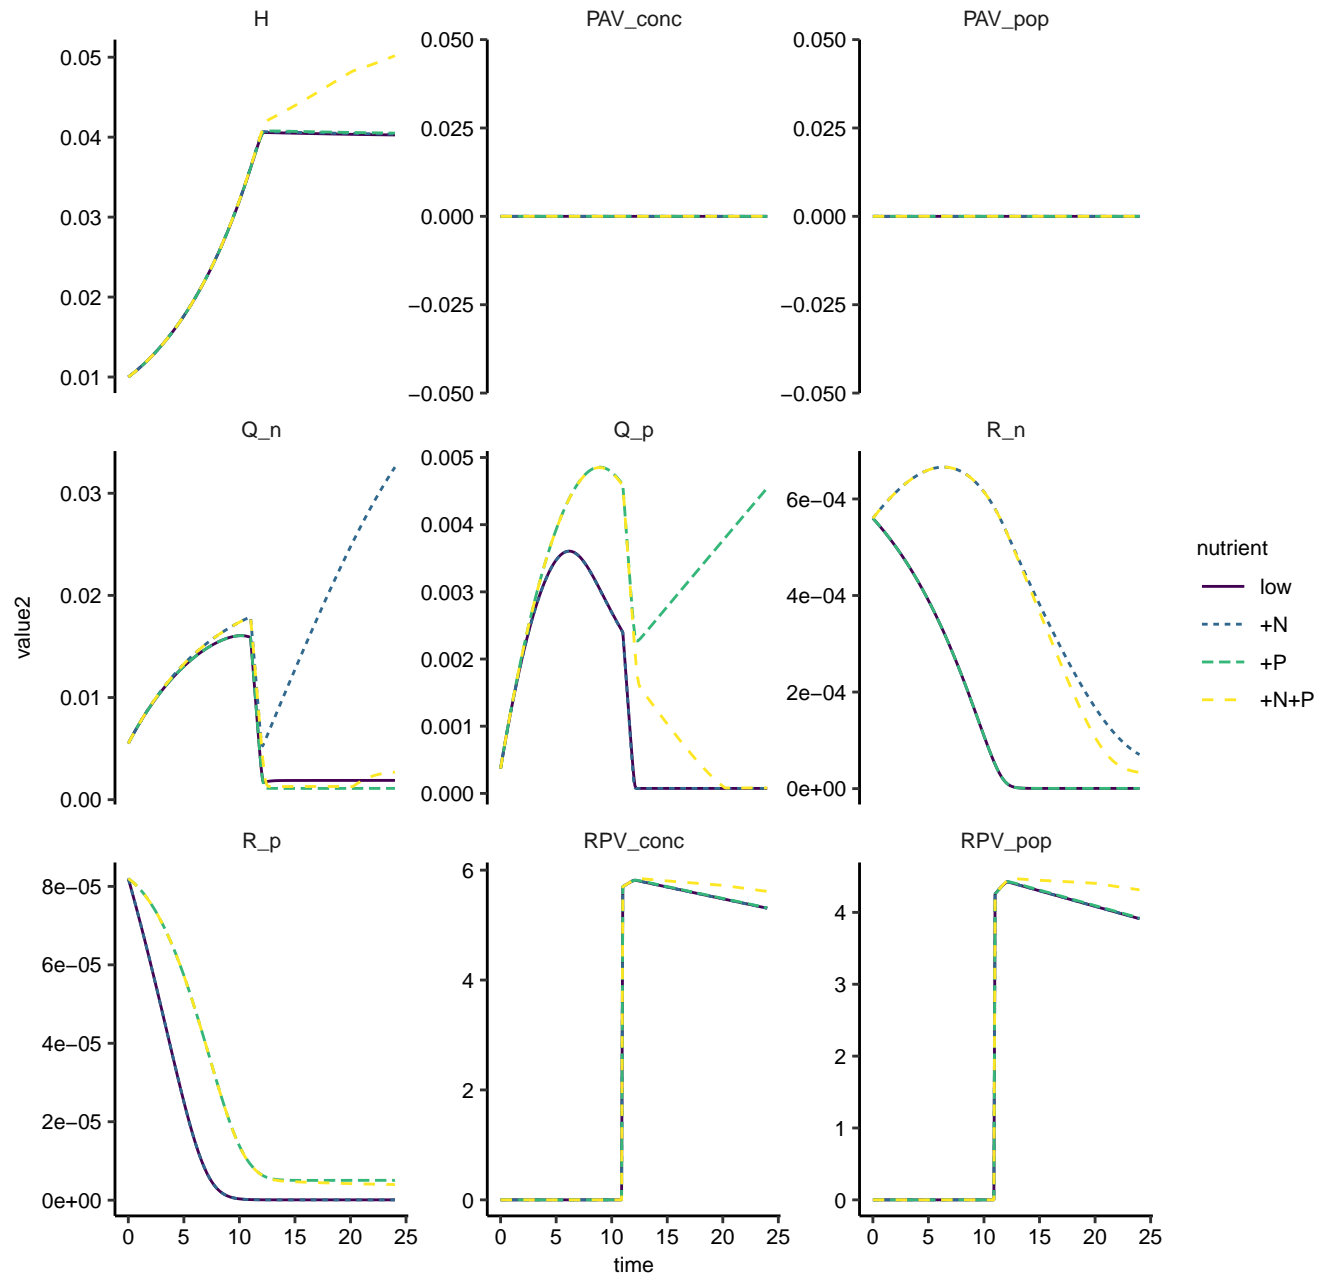 H PAV_conc PAV_pop
0.05
0.04
0.03
0.02
0.01
0.050
0.025
0.000
−0.025
−0.050
0.050
0.025
0.000
−0.025
−0.050
Q_n Q_p R_n
0.03
0.02
0.01
0.00
0.005
0.004
0.003
0.002
0.001
0.000
6e−04
4e−04
2e−04
0e+00
R_p RPV_conc RPV_pop
8e−05
6e−05
4e−05
2e−05
0e+00
6
4
2
0
4
3
2
1
0
0 5 10 15 20 25
0 5 10 15 20 25
0 5 10 15 20 25
time
value2
nutrient
low
+N
+P
+N+P